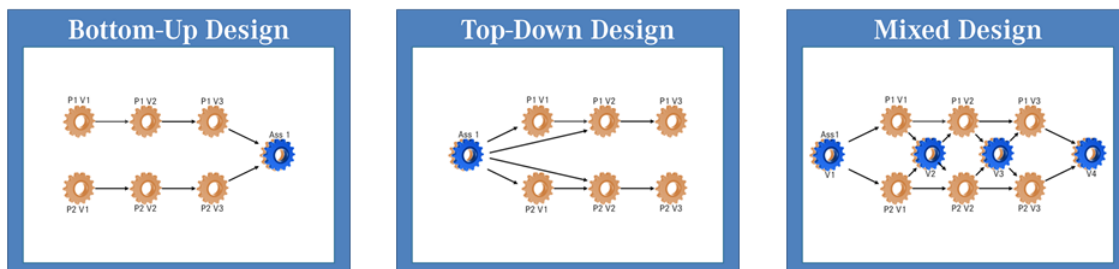 Bottom-Up Design
P1 V1
P1 V2
P1 V3
Ass 1
P2 V1
P2 V2
P2 V3
Top-Down Design
P1 V1
P1 V2
P1 V3
Ass 1
P2 V1
P2 V2
P2 V3
Mixed Design
P1 V1
P1 V2
P1 V3
Ass1
V1
V2
V3
V4
P2 V1
P2 V2
P2 V3